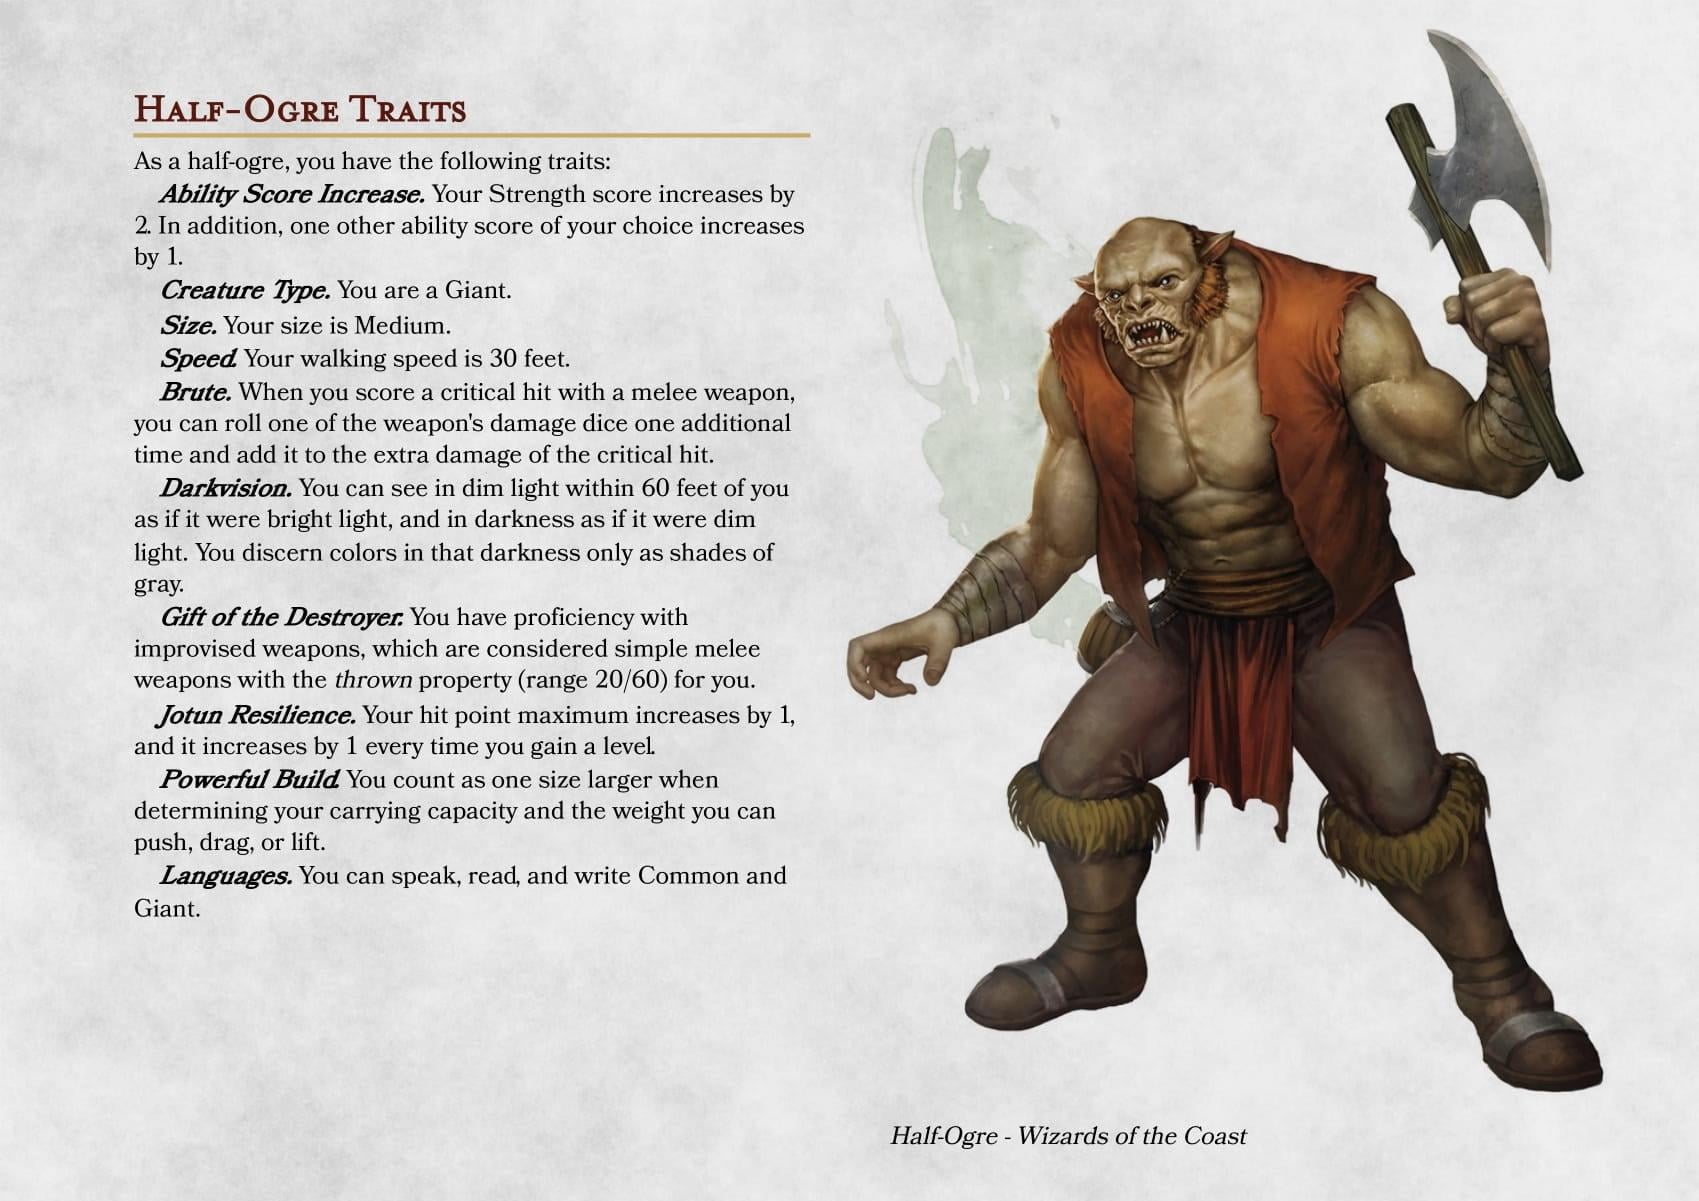 Half-Ogre Traits
As a half-ogre, you have the following traits:
Ability Score Increase. Your Strength score increases by
2. In addition, one other ability score of your choice increases
by 1.
Creature Type. You are a Giant.
Size. Your size is Medium.
Speed. Your walking speed is 30 feet.
Brute. When you score a critical hit with a melee weapon,
you can roll one of the weapon's damage dice one additional
time and add it to the extra damage of the critical hit.
Darkvision. You can see in dim light within 60 feet of you
as if it were bright light, and in darkness as if it were dim
light. You discern colors in that darkness only as shades of
gray.
Gift of the Destroyer. You have proficiency with
improvised weapons, which are considered simple melee
weapons with the thrown property (range 20/60) for you.
Jotun Resilience. Your hit point maximum increases by 1,
and it increases by 1 every time you gain a level.
Powerful Build. You count as one size larger when
determining your carrying capacity and the weight you can
push, drag, or lift.
Languages. You can speak, read, and write Common and
Giant.
Half-Ogre - Wizards of the Coast